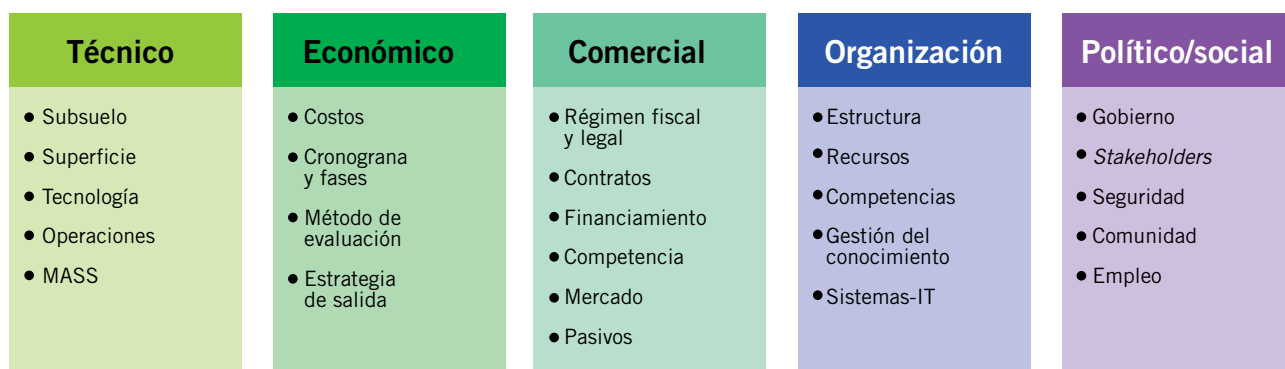 Técnico
• Subsuelo
• Superficie
• Tecnología
• Operaciones
• MASS
Económico
• Costos
• Cronograna
y fases
• Método de
evaluación
• Estrategia
de salida
Comercial
• Régimen fiscal
y legal
• Contratos
• Financiamiento
• Competencia
• Mercado
• Pasivos
Organización
• Estructura
• Recursos
• Competencias
• Gestión del
conocimiento
• Sistemas-IT
Político/social
• Gobierno
• Stakeholders
• Seguridad
• Comunidad
• Empleo